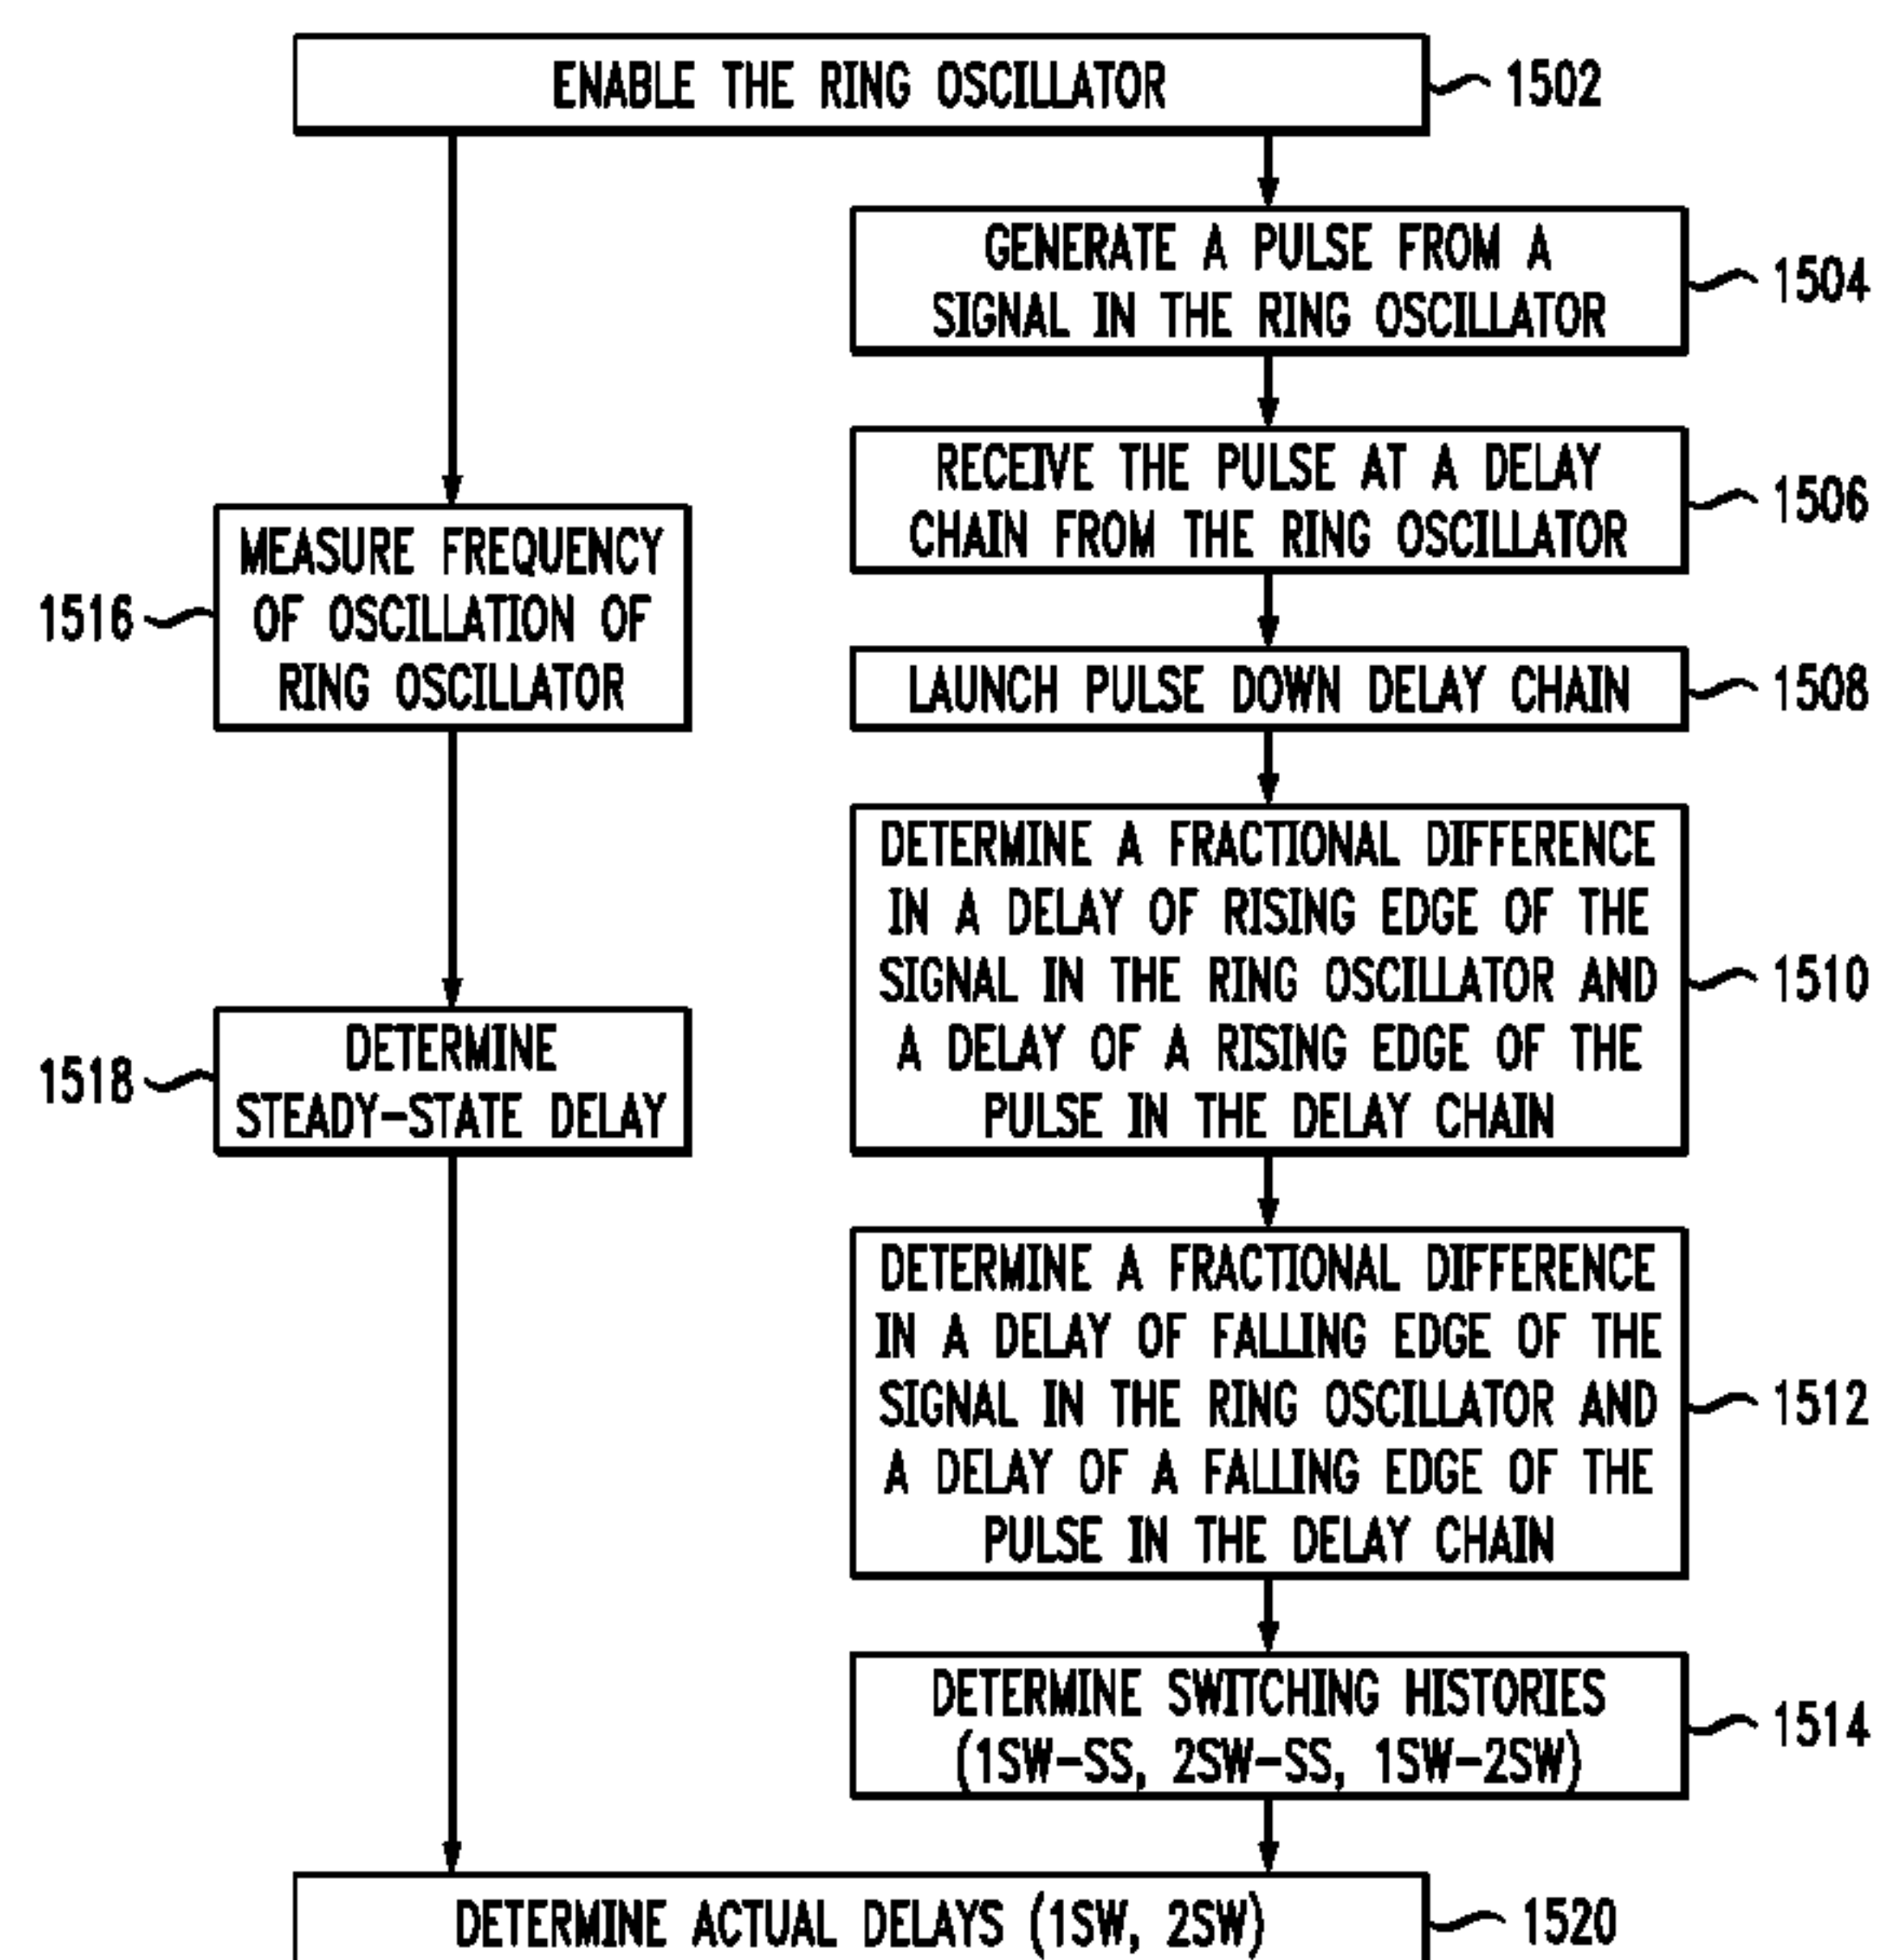 ENABLE THE RING OSCILLATOR
1502
GENERATE A PULSE FROM A
SIGNAL IN THE RING OSCILLATOR
1504
RECEIVE THE PULSE AT A DELAY
CHAIN FROM THE RING OSCILLATOR
1506
MEASURE FREQUENCY
OF OSCILLATION OF
RING OSCILLATOR
1516
LAUNCH PULSE DOWN DELAY CHAIN
1508
DETERMINE A FRACTIONAL DIFFERENCE
IN A DELAY OF RISING EDGE OF THE
SIGNAL IN THE RING OSCILLATOR AND
A DELAY OF A RISING EDGE OF THE
PULSE IN THE DELAY CHAIN
1510
DETERMINE
STEADY-STATE DELAY
1518
DETERMINE A FRACTIONAL DIFFERENCE
IN A DELAY OF FALLING EDGE OF THE
SIGNAL IN THE RING OSCILLATOR AND
A DELAY OF A FALLING EDGE OF THE
PULSE IN THE DELAY CHAIN
1512
DETERMINE SWITCHING HISTORIES
(1SW-SS, 2SW-SS, 1SW-2SW)
1514
DETERMINE ACTUAL DELAYS (1SW, 2SW)
1520